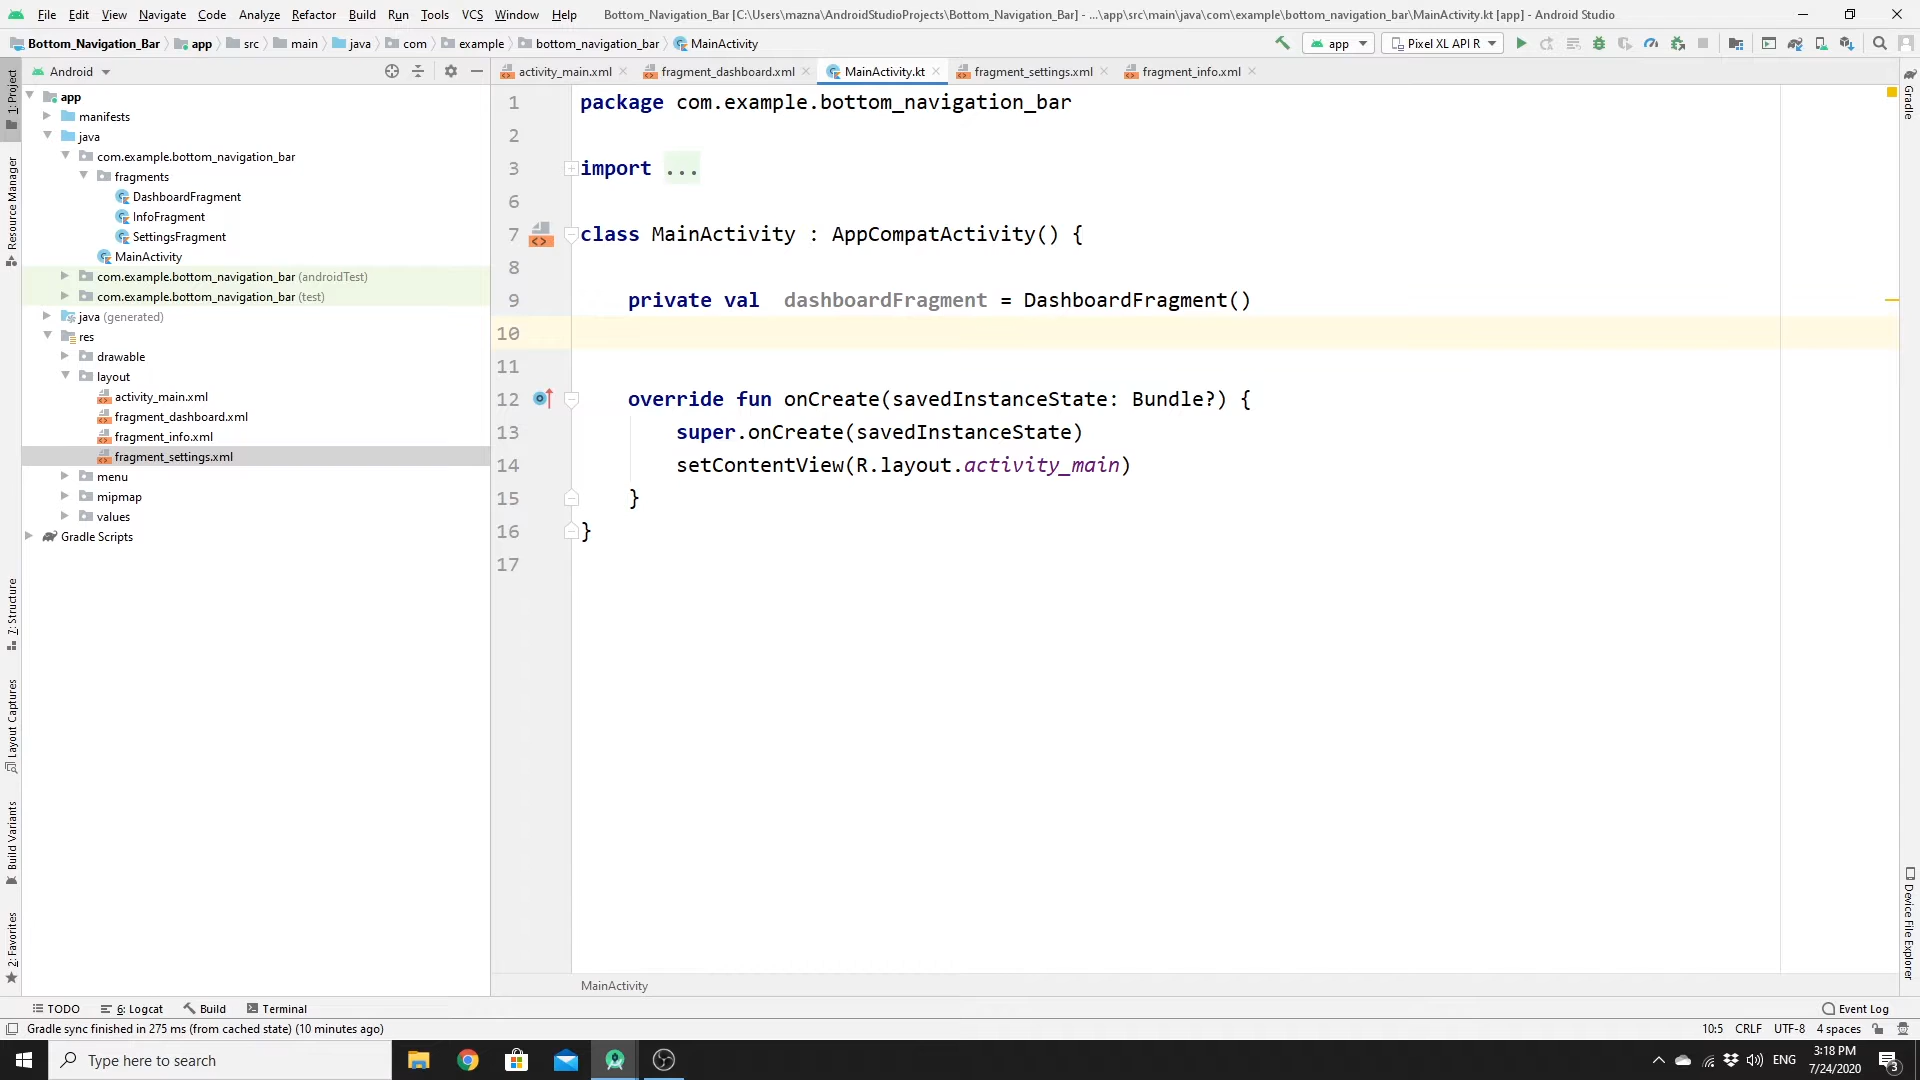 File Edit View Navigate Code Analyze Refactor Build Run Tools VCS Window Help Bottom_Navigation_Bar [C:\Users\mazna\AndroidStudioProjects\Bottom_Navigation_Bar] - ...\app\src\main\java\com\example\bottom_navigation_bar\MainActivity.kt [app] - Android Studio
Bottom_Navigation_Bar app src main java com example bottom_navigation_bar MainActivity app Pixel XL API R
Android activity_main.xml fragment_dashboard.xml MainActivity.kt fragment_settings.xml fragment_info.xml
1: Project
Resource Manager
7: Structure
Layout Captures
Build Variants
2: Favorites
app
manifests
java
com.example.bottom_navigation_bar
fragments
DashboardFragment
InfoFragment
SettingsFragment
MainActivity
com.example.bottom_navigation_bar (androidTest)
com.example.bottom_navigation_bar (test)
java (generated)
res
drawable
layout
activity_main.xml
fragment_dashboard.xml
fragment_info.xml
fragment_settings.xml
menu
mipmap
values
Gradle Scripts
1 package com.example.bottom_navigation_bar
2
3 import ...
6
7 class MainActivity : AppCompatActivity() {
8
9 private val dashboardFragment = DashboardFragment()
10
11
12 override fun onCreate(savedInstanceState: Bundle?) {
13 super.onCreate(savedInstanceState)
14 setContentView(R.layout.activity_main)
15 }
16 }
17
MainActivity
Gradle
Device File Explorer
TODO 6: Logcat Build Terminal Event Log
Gradle sync finished in 275 ms (from cached state) (10 minutes ago) 10:5 CRLF UTF-8 4 spaces
Type here to search ENG 3:18 PM
7/24/2020 3